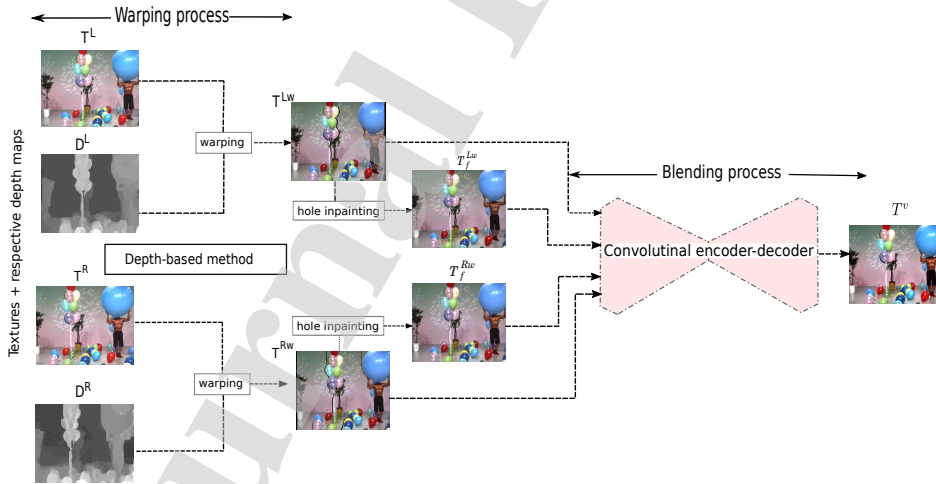 Warping process
T^L
T^{Lw}
D^L
warping
T_f^{Lw}
Blending process
hole inpainting
T^v
Convolutinal encoder-decoder
Textures + respective depth maps
Depth-based method
T^R
T_f^{Rw}
hole inpainting
T^{Rw}
warping
D^R